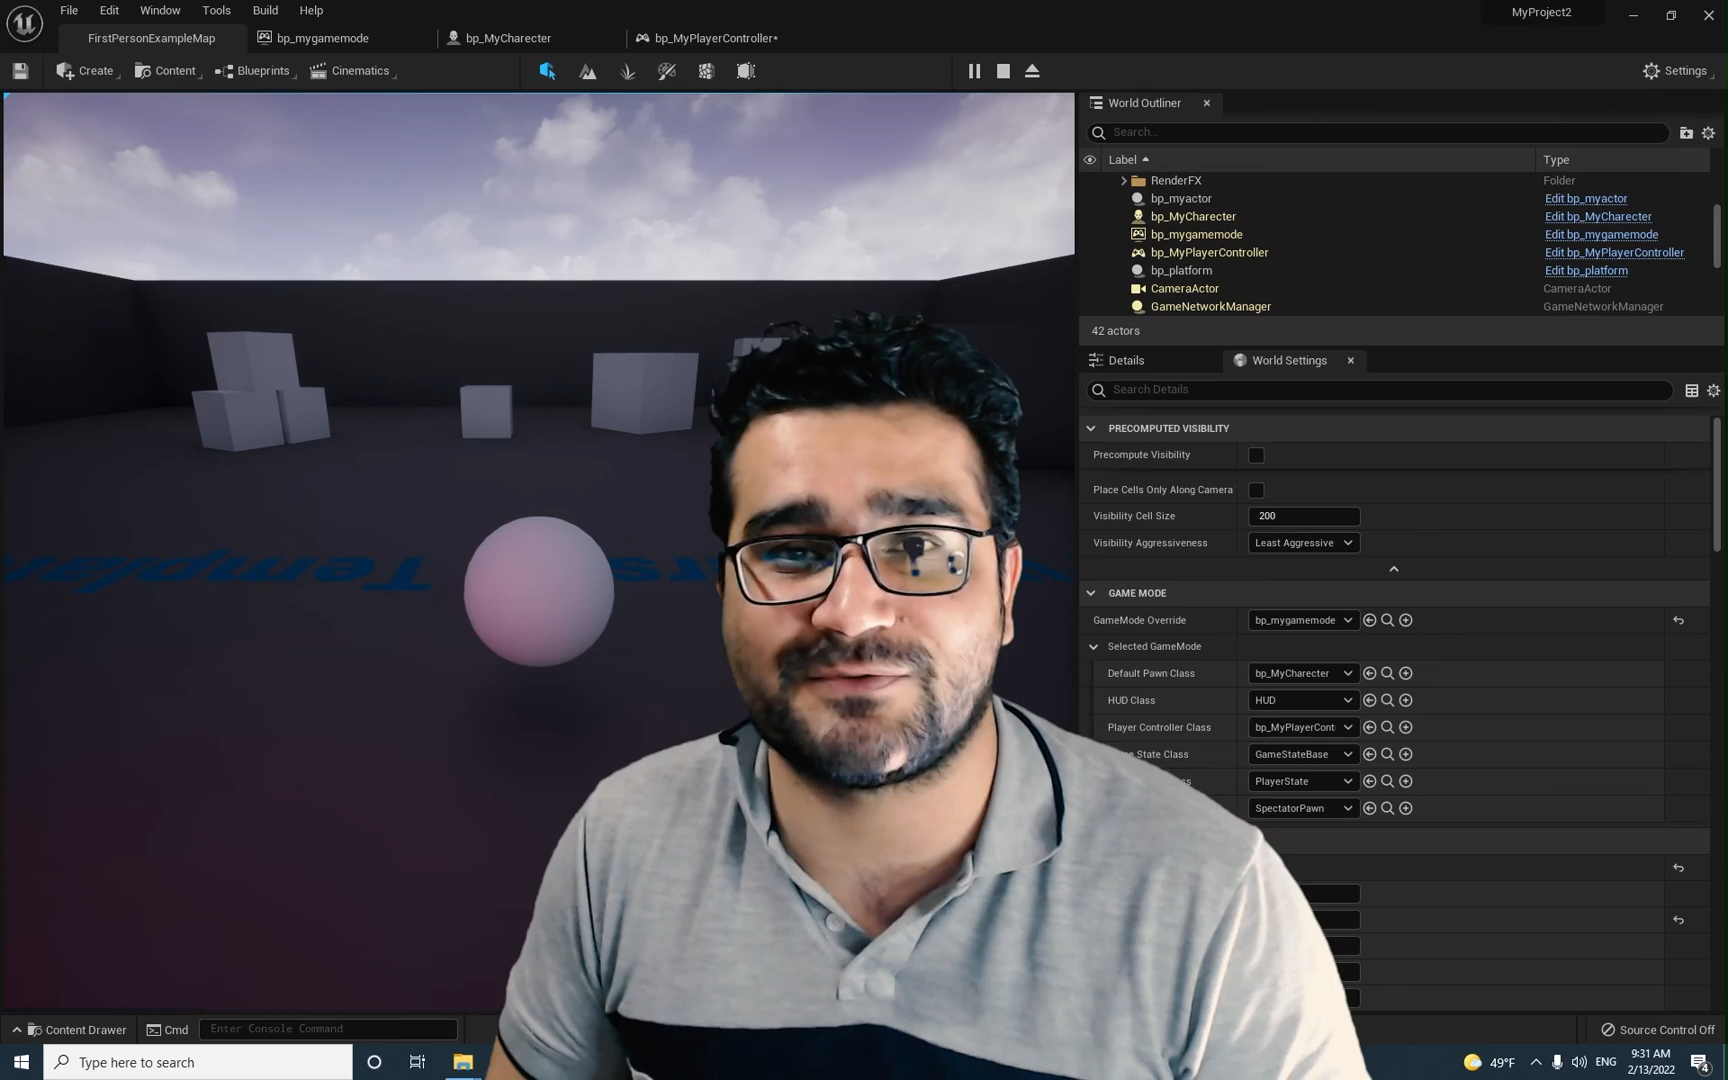 File Edit Window Tools Build Help
MyProject2
FirstPersonExampleMap bp_mygamemode bp_MyCharecter bp_MyPlayerController*
Create Content Blueprints Cinematics Settings
World Outliner
Search...
Label Type
RenderFX Folder
bp_myactor Edit bp_myactor
bp_MyCharecter Edit bp_MyCharecter
bp_mygamemode Edit bp_mygamemode
bp_MyPlayerController Edit bp_MyPlayerController
bp_platform Edit bp_platform
CameraActor CameraActor
GameNetworkManager GameNetworkManager
42 actors
Details World Settings
Search Details
PRECOMPUTED VISIBILITY
Precompute Visibility
Place Cells Only Along Camera
Visibility Cell Size 200
Visibility Aggressiveness Least Aggressive
GAME MODE
GameMode Override bp_mygamemode
Selected GameMode
Default Pawn Class bp_MyCharecter
HUD Class HUD
Player Controller Class bp_MyPlayerCont
State Class GameStateBase
PlayerState
SpectatorPawn
Content Drawer Cmd Enter Console Command Source Control Off
Type here to search 49°F ENG 9:31 AM
2/13/2022 4